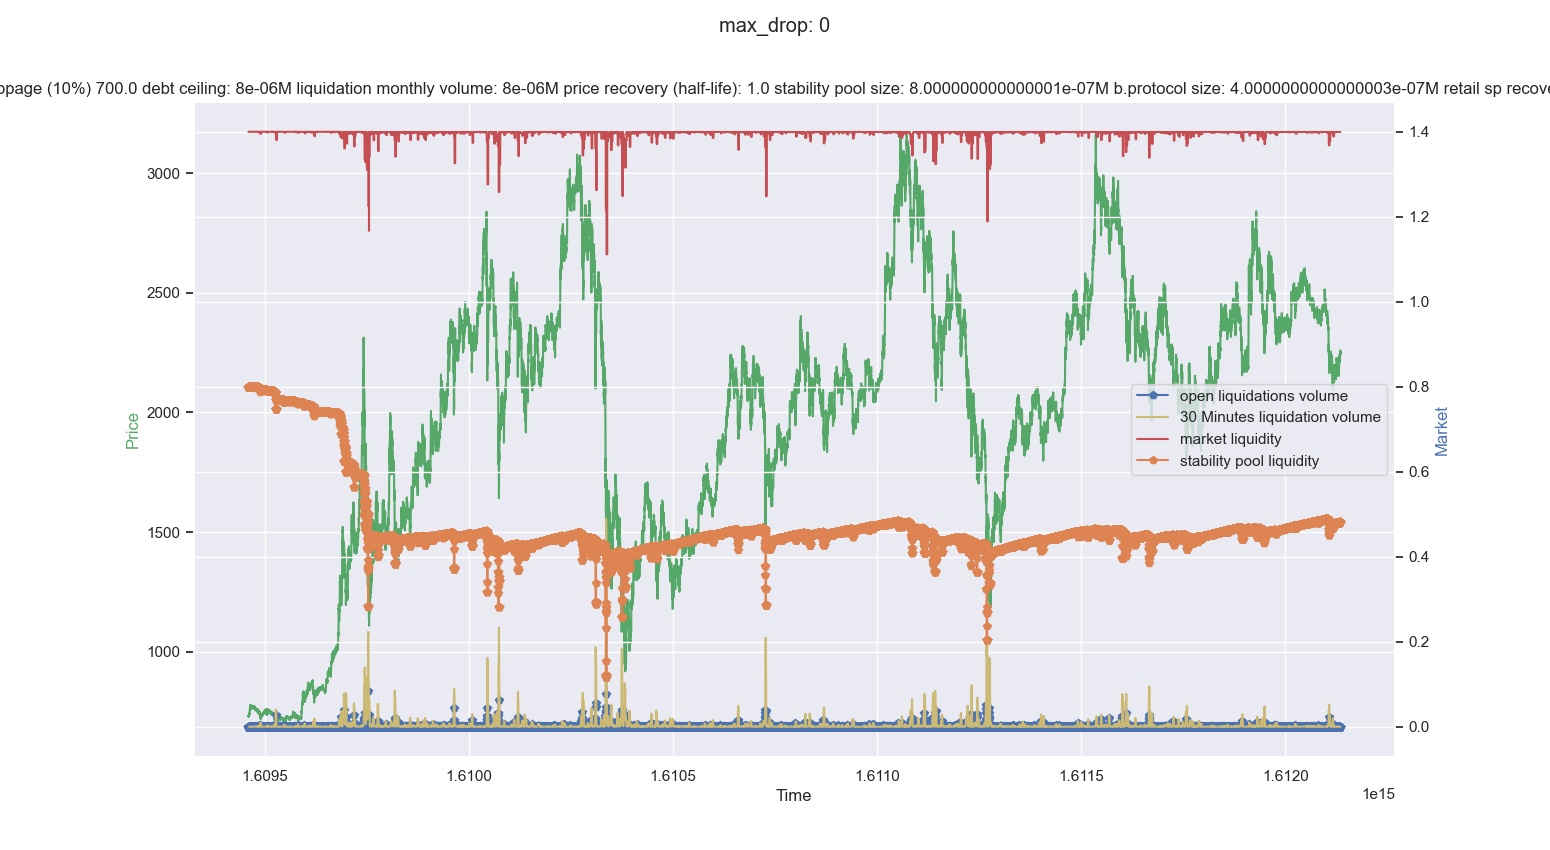 max_drop: 0
(10%) 700.0 debt ceiling: 8e-06M liquidation monthly volume: 8e-06M price recovery (half-life): 1.0 stability pool size: 8.000000000000001e-07M b.protocol size: 4.0000000000000003e-07M retail sp
3000
2500
2000
1500
1000
Price
1.4
1.2
1.0
0.8
0.6
0.4
0.2
0.0
Market
open liquidations volume
30 Minutes liquidation volume
market liquidity
stability pool liquidity
1.6095
1.6100
1.6105
1.6110
1.6115
1.6120
Time
1e15